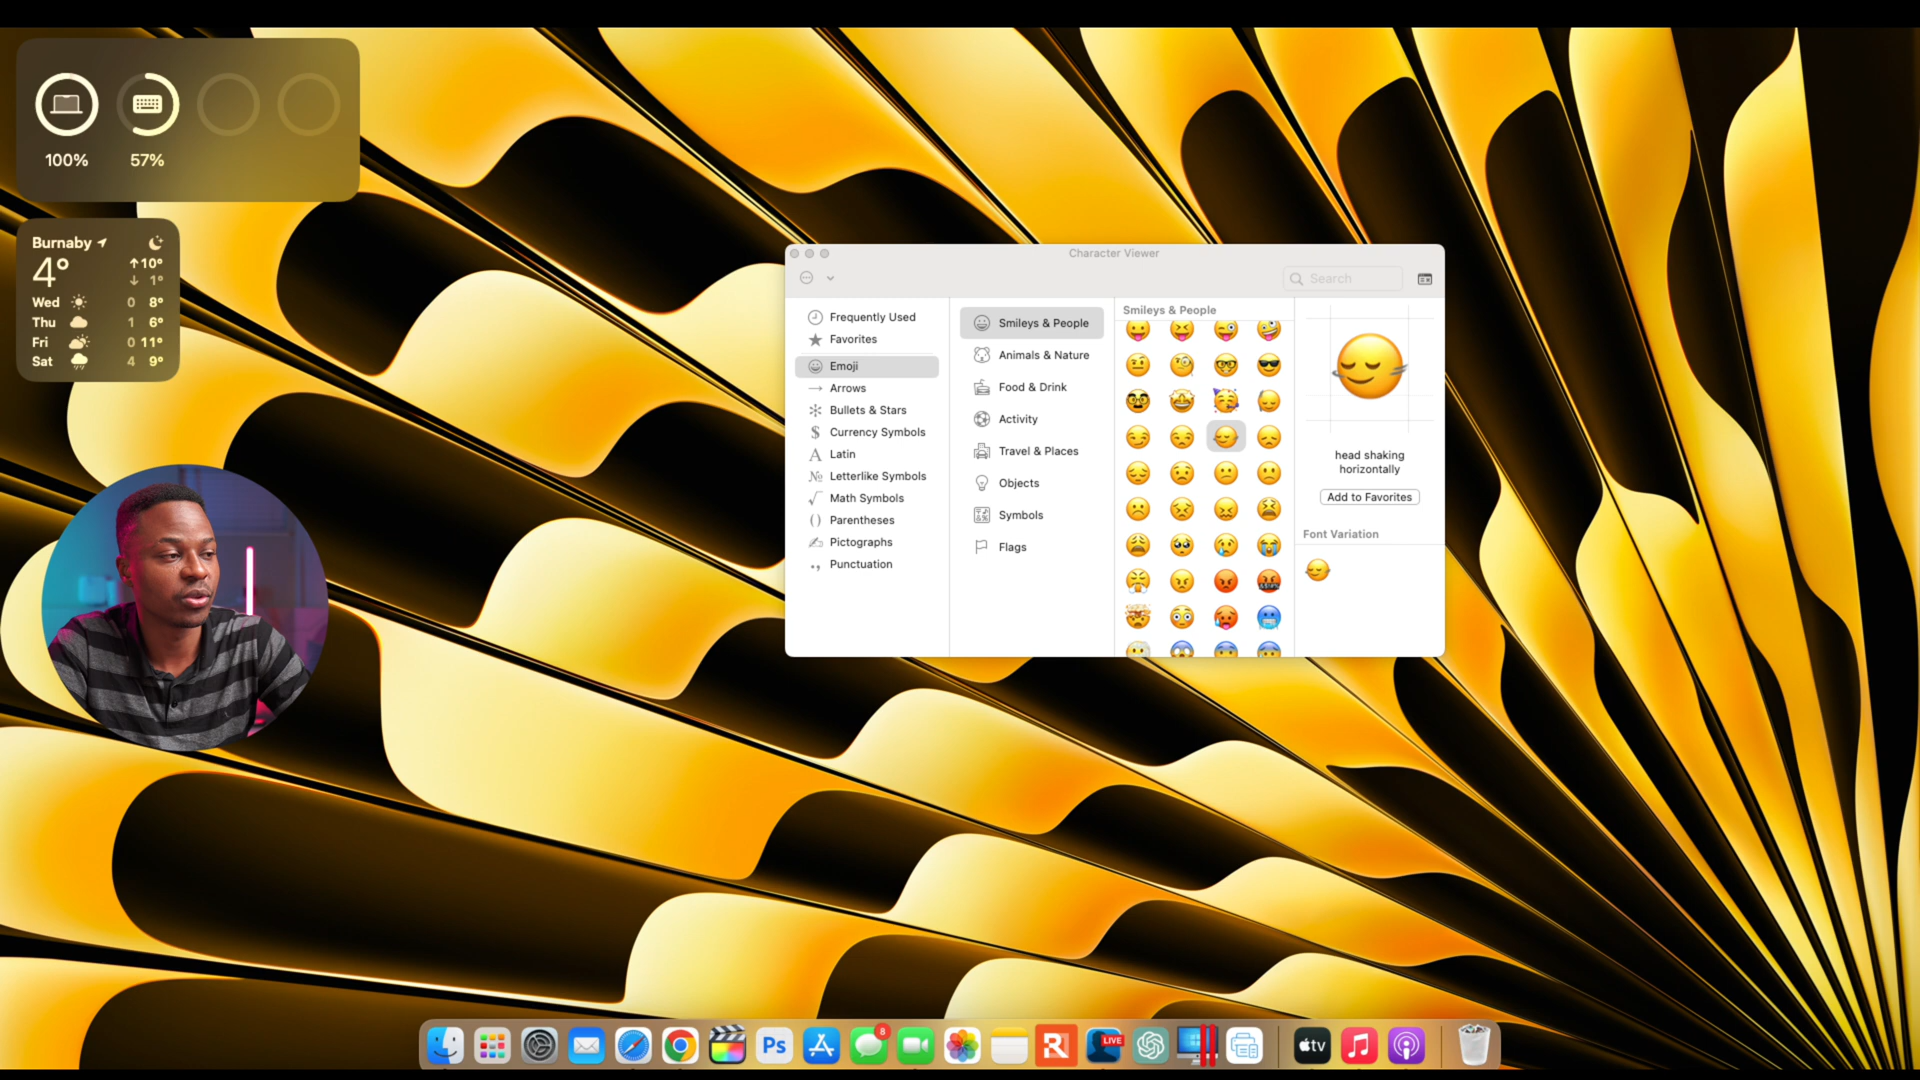 100%
57%
Burnaby
4°
↑10°
↓ 1°
Wed 0 8°
Thu 1 6°
Fri 0 11°
Sat 4 9°
Character Viewer
Search
Frequently Used
Favorites
Emoji
Arrows
Bullets & Stars
Currency Symbols
Latin
Letterlike Symbols
Math Symbols
Parentheses
Pictographs
Punctuation
Smileys & People
Animals & Nature
Food & Drink
Activity
Travel & Places
Objects
Symbols
Flags
Smileys & People
head shaking
horizontally
Add to Favorites
Font Variation
Ps
8
R
LIVE
tv